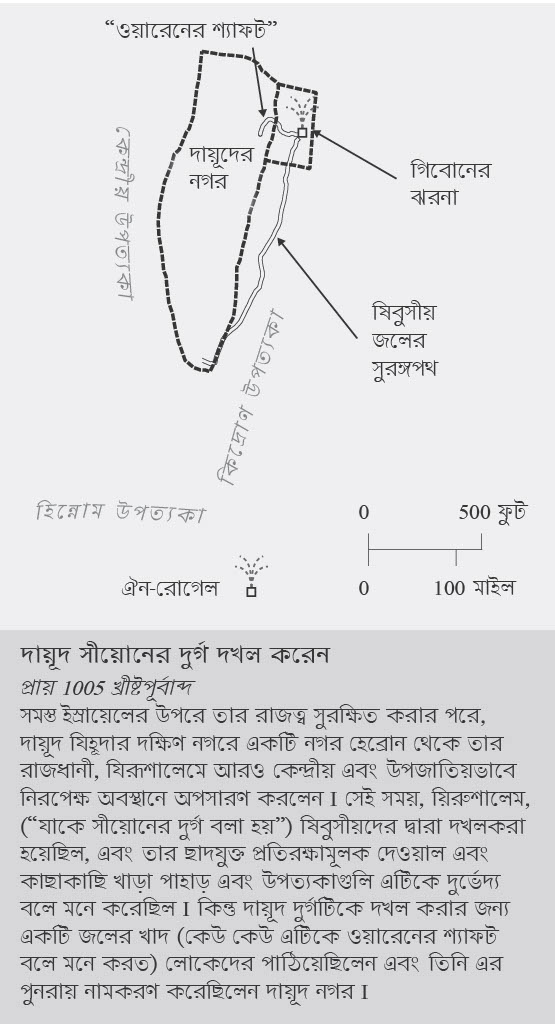 “ওয়ারেনের শ্যাফট”
দায়ূদের
নগর
গিবোনের
ঝরনা
কেন্দ্রীয় উপত্যকা
যিবুসীয়
জলের
সুরঙ্গপথ
কিদ্রোণ উপত্যকা
হিন্নোম উপত্যকা
0 500 ফুট
0 100 মাইল
ঐন-রোগেল
দায়ূদ সীয়োনের দুর্গ দখল করেন
প্রায় 1005 খ্রীষ্টপূর্বাব্দ
সমস্ত ইস্রায়েলের উপরে তার রাজত্ব সুরক্ষিত করার পরে,
দায়ূদ যিহূদার দক্ষিণ নগরে একটি নগর হেব্রোন থেকে তার
রাজধানী, যিরূশালেমে আরও কেন্দ্রীয় এবং উপজাতিয়ভাবে
নিরপেক্ষ অবস্থানে অপসারণ করলেন I সেই সময়, য়িরুশালেম,
(“যাকে সীয়োনের দুর্গ বলা হয়”) যিবুসীয়দের দ্বারা দখলকরা
হয়েছিল, এবং তার ছাদযুক্ত প্রতিরক্ষামূলক দেওয়াল এবং
কাছাকাছি খাড়া পাহাড় এবং উপত্যকাগুলি এটিকে দুর্ভেদ্য
বলে মনে করেছিল I কিন্তু দায়ূদ দুর্গটিকে দখল করার জন্য
একটি জলের খাদ (কেউ কেউ এটিকে ওয়ারেনের শ্যাফট
বলে মনে করত) লোকেদের পাঠিয়েছিলেন এবং তিনি এর
পুনরায় নামকরণ করেছিলেন দায়ূদ নগর I